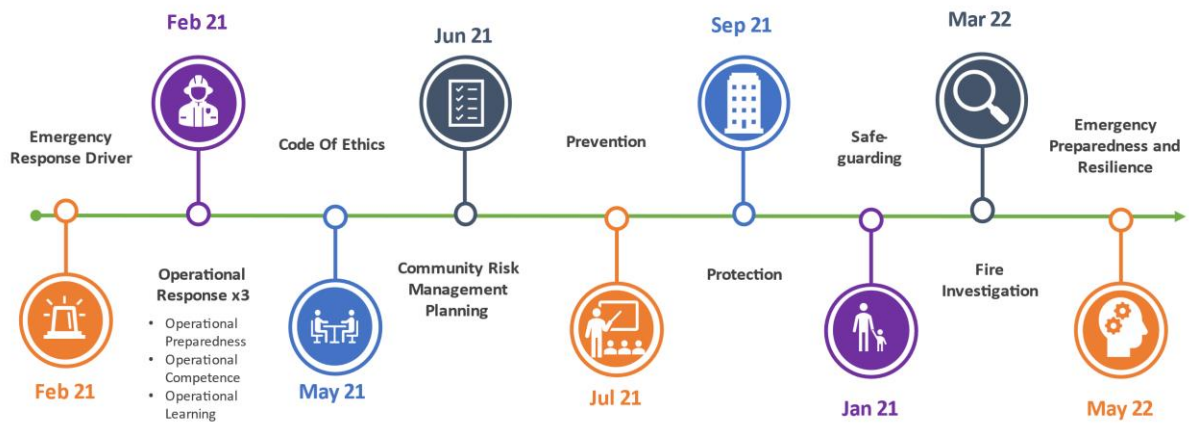 Feb 21
Jun 21
Sep 21
Mar 22
Emergency
Response Driver
Code Of Ethics
Prevention
Safe-
guarding
Emergency
Preparedness and
Resilience
Operational
Response x3
• Operational
Preparedness
• Operational
Competence
• Operational
Learning
Community Risk
Management
Planning
Protection
Fire
Investigation
Feb 21
May 21
Jul 21
Jan 21
May 22